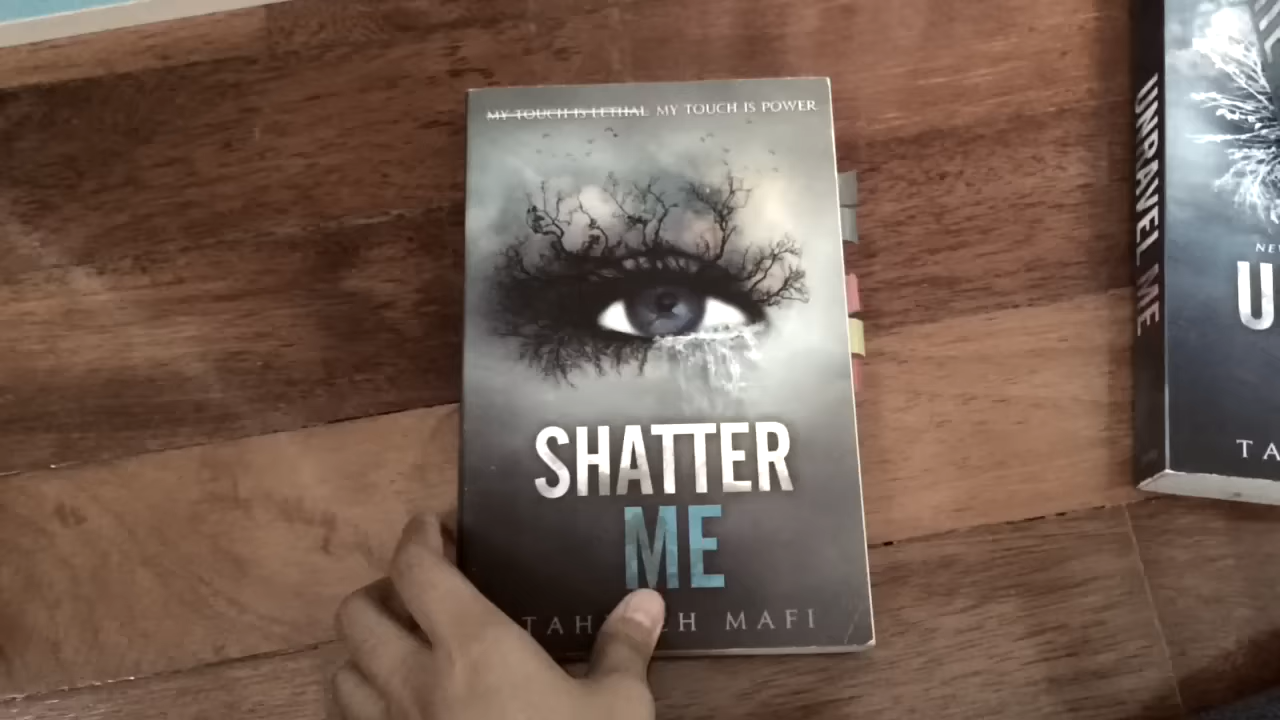 MY TOUCH IS LETHAL MY TOUCH IS POWER
SHATTER
ME
MAFI
UNRAVEL ME